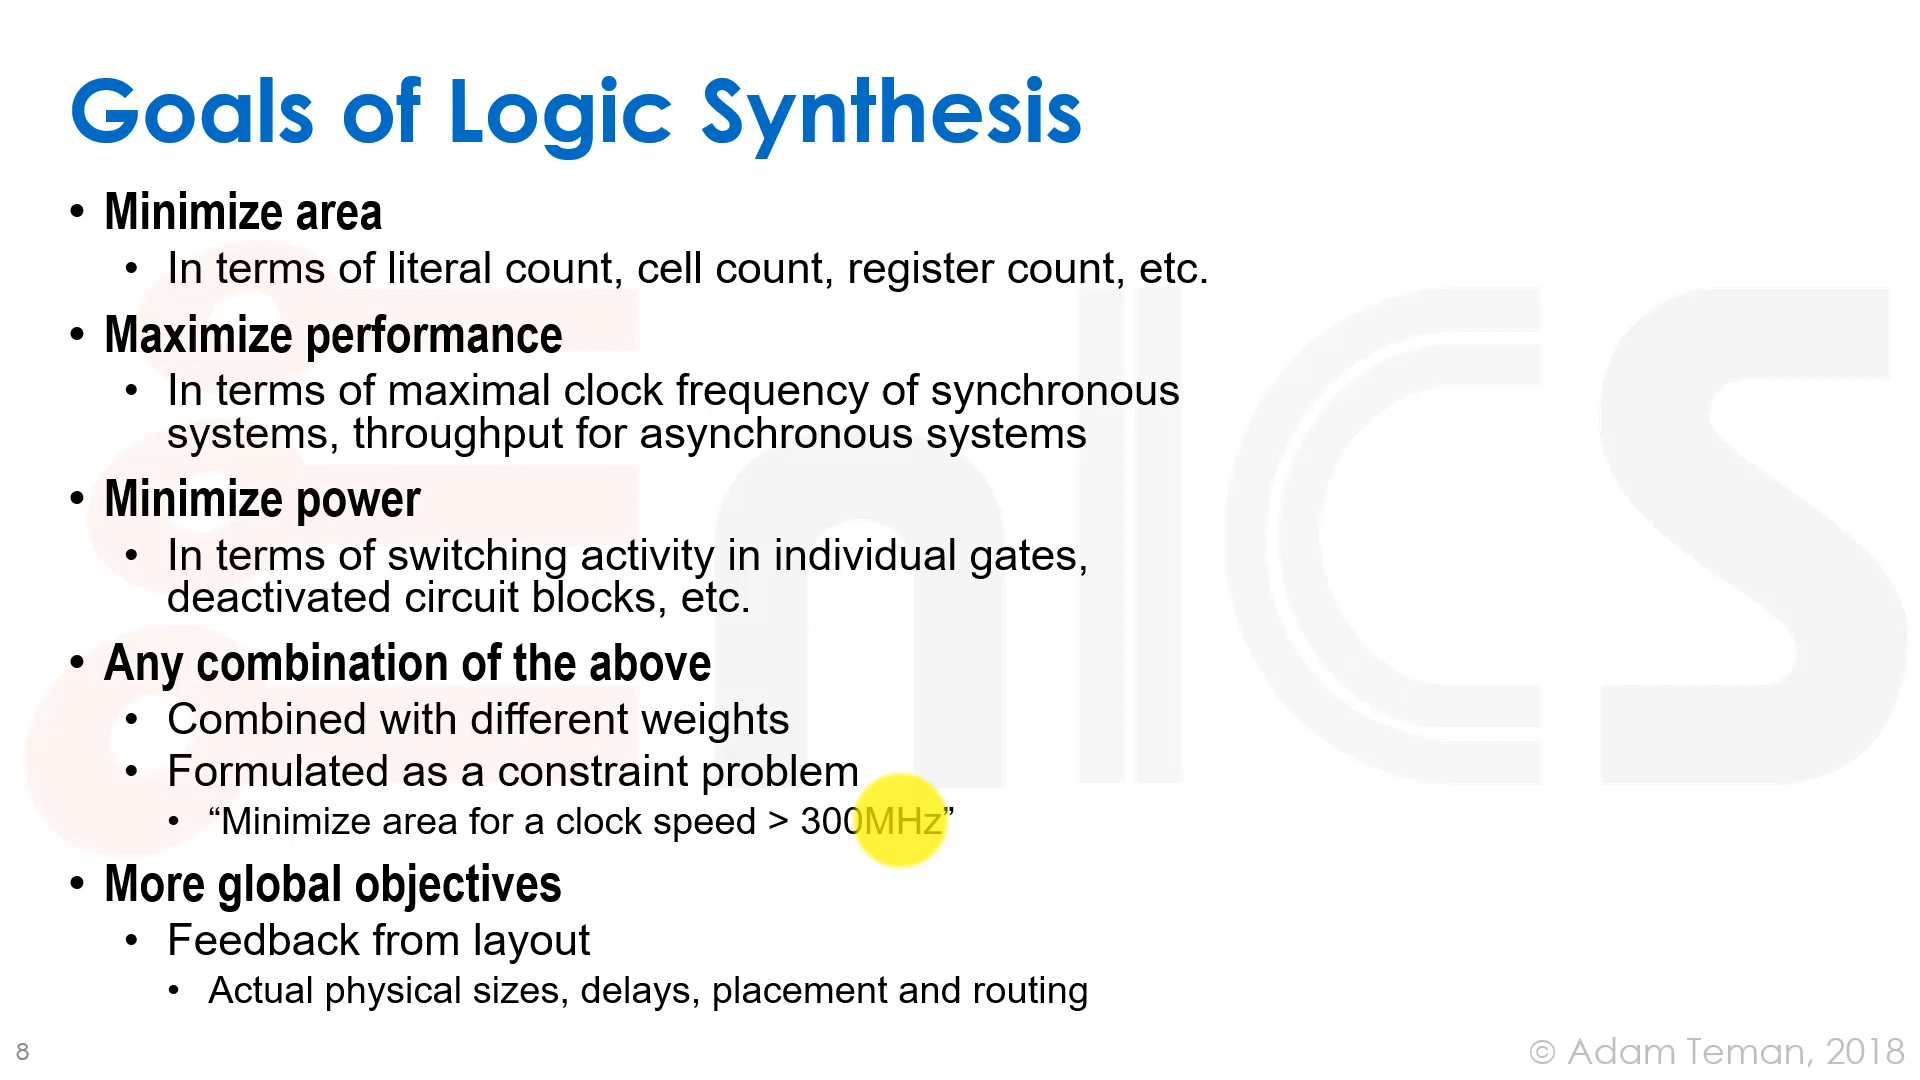 Goals of Logic Synthesis
• Minimize area
• In terms of literal count, cell count, register count, etc.
• Maximize performance
• In terms of maximal clock frequency of synchronous
systems, throughput for asynchronous systems
• Minimize power
• In terms of switching activity in individual gates,
deactivated circuit blocks, etc.
• Any combination of the above
• Combined with different weights
• Formulated as a constraint problem
• “Minimize area for a clock speed > 300MHz”
• More global objectives
• Feedback from layout
• Actual physical sizes, delays, placement and routing
8
© Adam Teman, 2018
EnICS